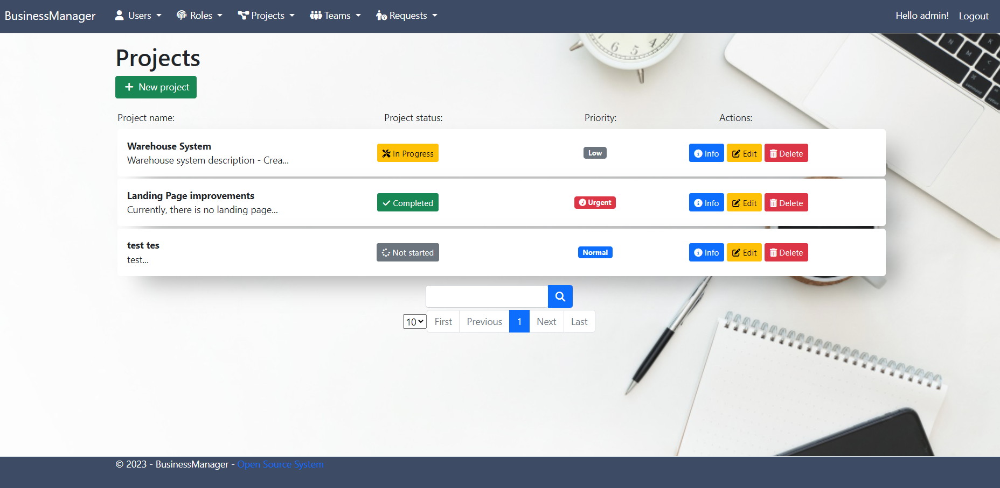 BusinessManager Users Roles Projects Teams Requests Hello admin! Logout
Projects
New project
Project name: Project status: Priority: Actions:
Warehouse System
Warehouse system description - Crea...
In Progress Low Info Edit Delete
Landing Page improvements
Currently, there is no landing page...
Completed Urgent Info Edit Delete
test tes
test...
Not started Normal Info Edit Delete
10 First Previous 1 Next Last
© 2023 - BusinessManager - Open Source System